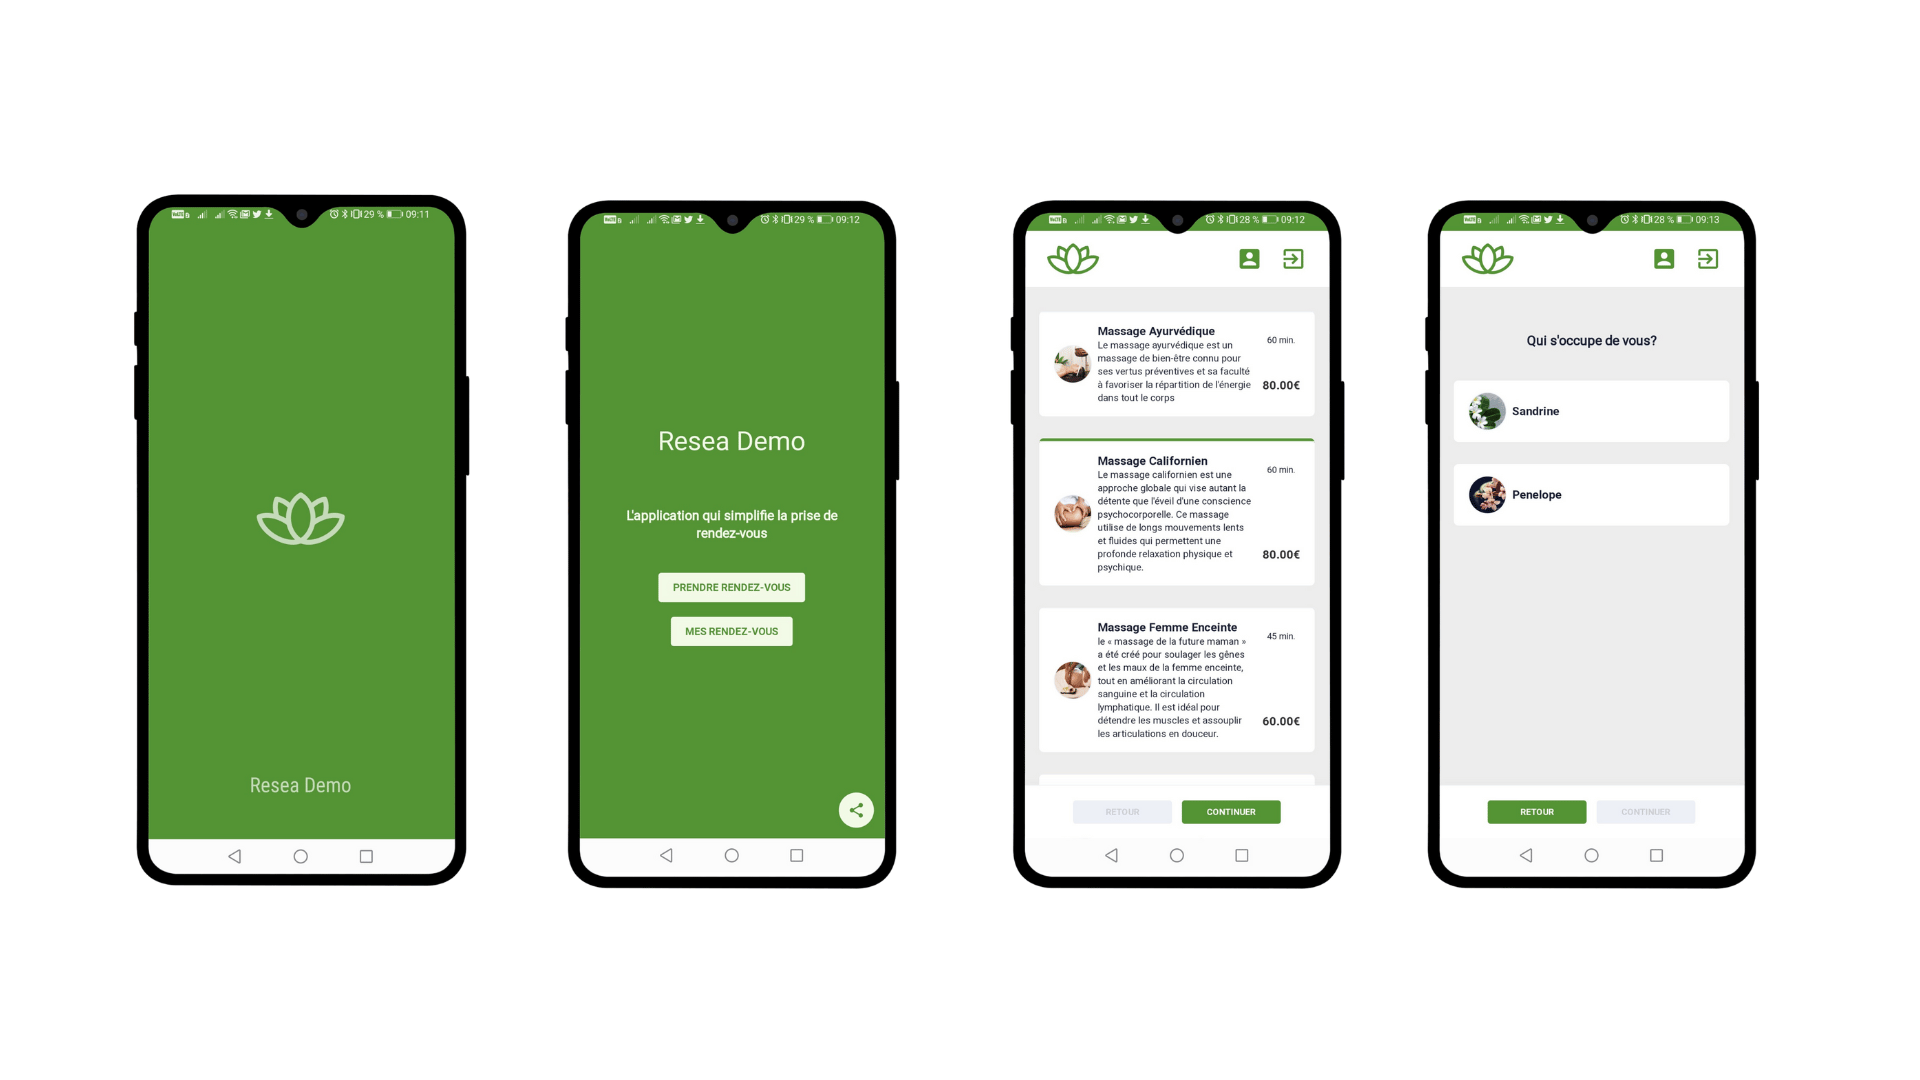 29 % 09:11
Resea Demo
29 % 09:12
Resea Demo
L'application qui simplifie la prise de
rendez-vous
PRENDRE RENDEZ-VOUS
MES RENDEZ-VOUS
28 % 09:12
Massage Ayurvédique
60 min.
Le massage ayurvédique est un
massage de bien-être connu pour
ses vertus préventives et sa faculté
à favoriser la répartition de l'énergie
dans tout le corps
80.00€
Massage Californien
60 min.
Le massage californien est une
approche globale qui vise autant la
détente que l'éveil d'une conscience
psychocorporelle. Ce massage
utilise de longs mouvements lents
et fluides qui permettent une
profonde relaxation physique et
psychique.
80.00€
Massage Femme Enceinte
45 min.
le « massage de la future maman »
a été créé pour soulager les gênes
et les maux de la femme enceinte,
tout en améliorant la circulation
sanguine et la circulation
lymphatique. Il est idéal pour
détendre les muscles et assouplir
les articulations en douceur.
60.00€
RETOUR
CONTINUER
28 % 09:13
Qui s'occupe de vous?
Sandrine
Penelope
RETOUR
CONTINUER